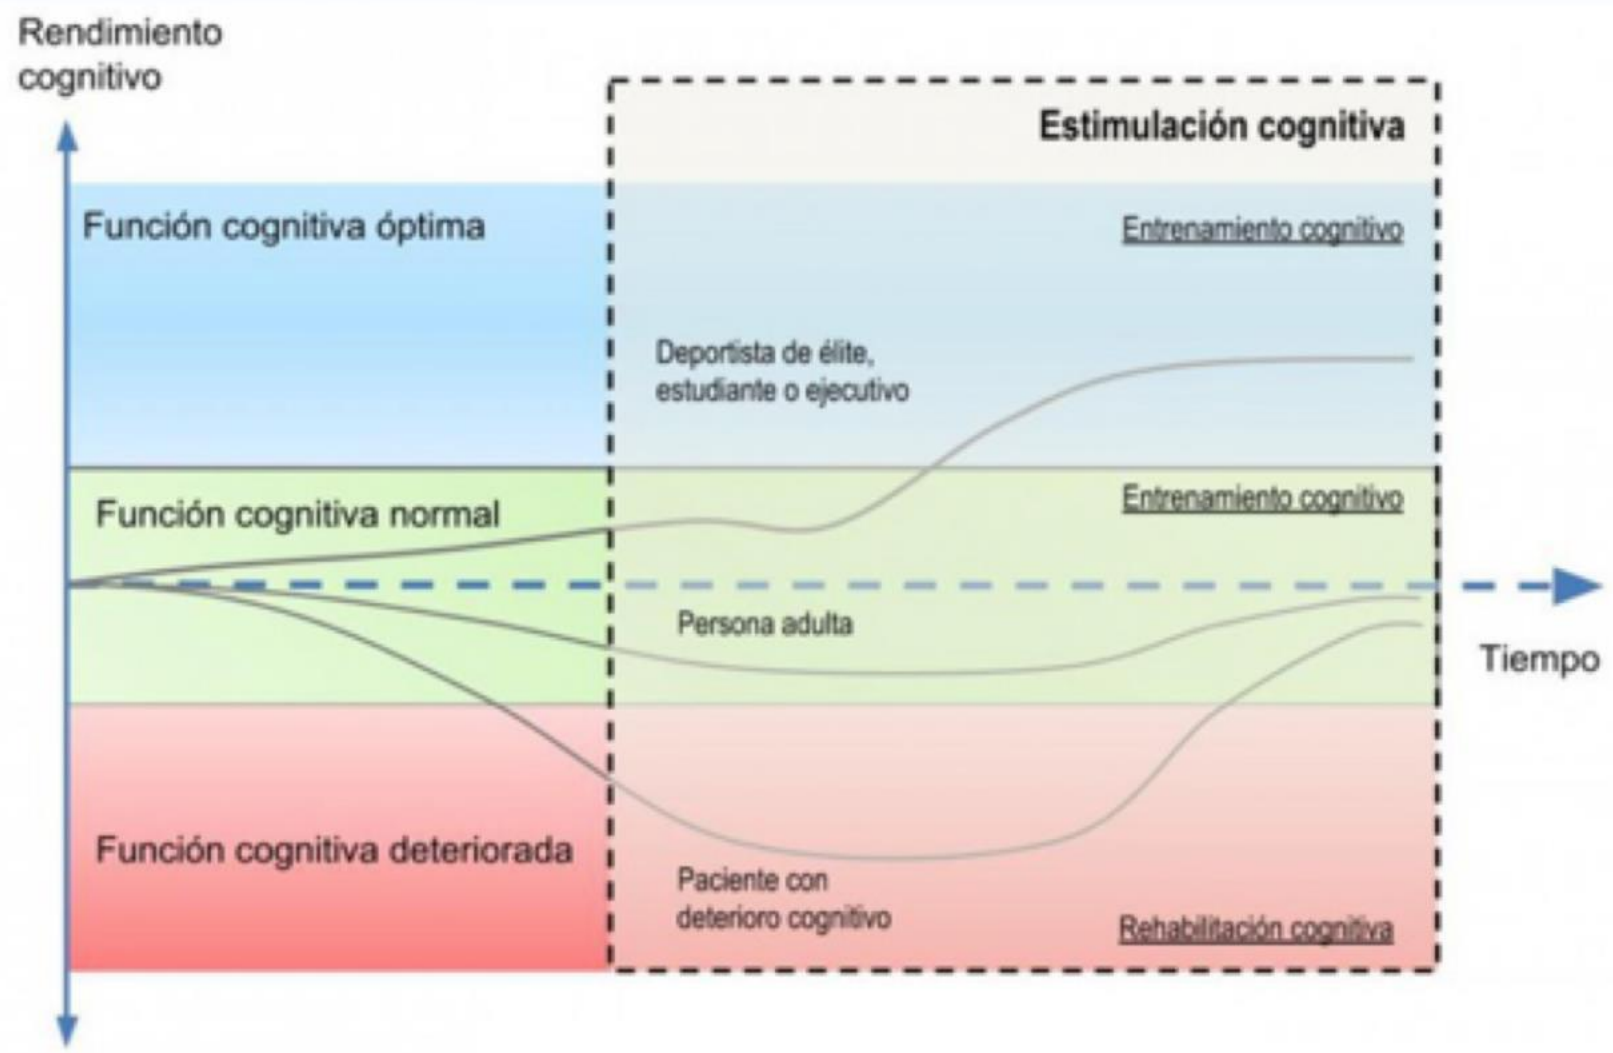 Rendimiento
cognitivo
Estimulación cognitiva
Función cognitiva óptima
Entrenamiento cognitivo
Deportista de élite,
estudiante o ejecutivo
Función cognitiva normal
Entrenamiento cognitivo
Persona adulta
Tiempo
Función cognitiva deteriorada
Paciente con
deterioro cognitivo
Rehabilitación cognitiva